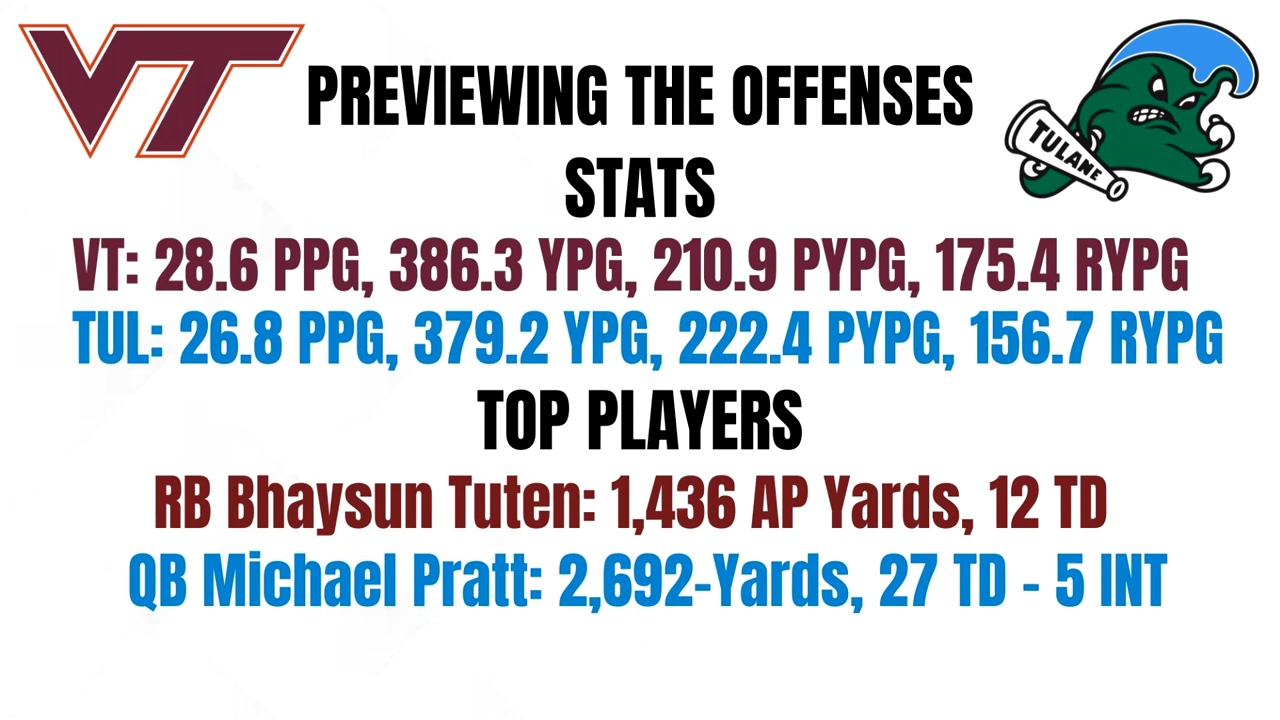 VT
PREVIEWING THE OFFENSES
TULANE
STATS
VT: 28.6 PPG, 386.3 YPG, 210.9 PYPG, 175.4 RYPG
TUL: 26.8 PPG, 379.2 YPG, 222.4 PYPG, 156.7 RYPG
TOP PLAYERS
RB Bhaysun Tuten: 1,436 AP Yards, 12 TD
QB Michael Pratt: 2,692-Yards, 27 TD - 5 INT